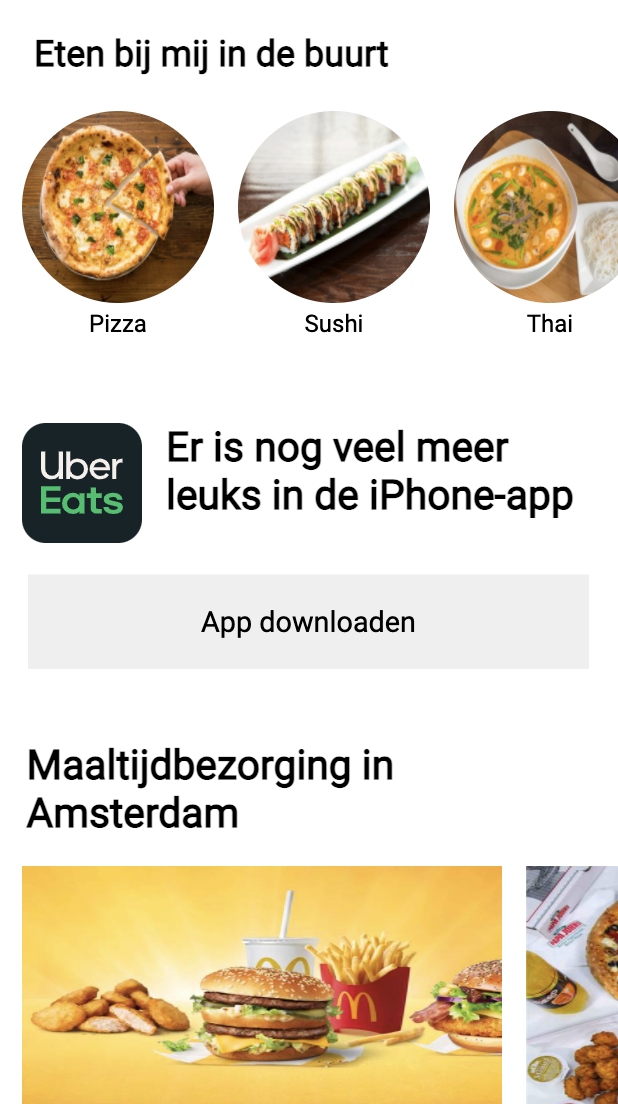 Eten bij mij in de buurt
Pizza
Sushi
Thai
Uber
Eats
Er is nog veel meer
leuks in de iPhone-app
App downloaden
Maaltijdbezorging in
Amsterdam